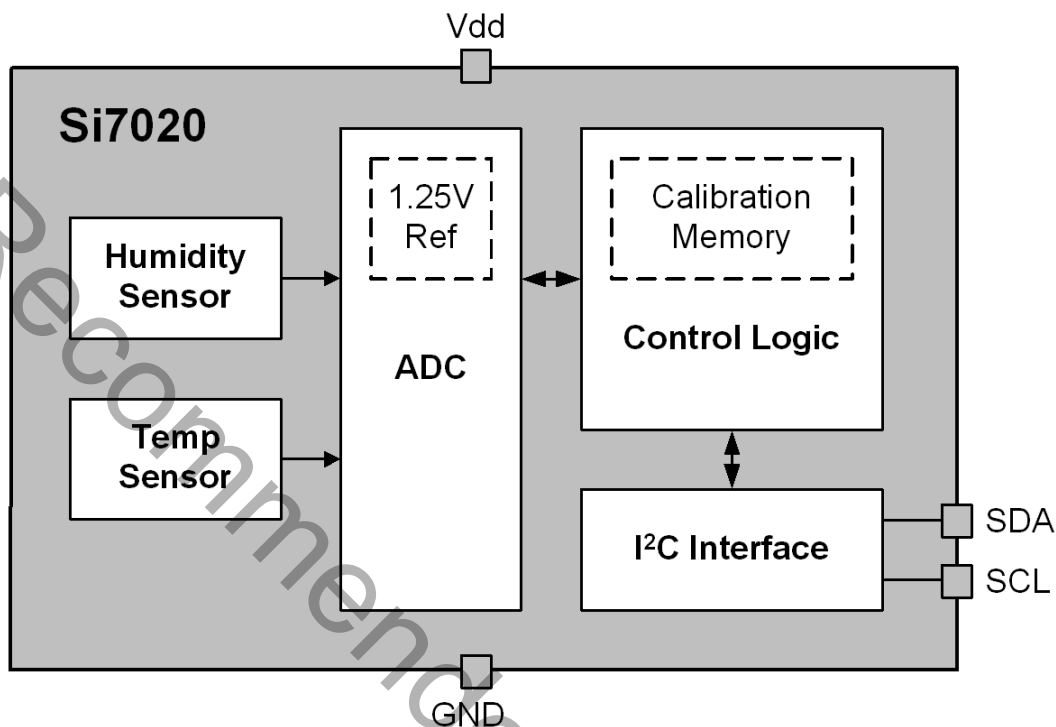 Vdd
Si7020
1.25V
Ref
Calibration
Memory
Humidity
Sensor
Control Logic
ADC
Temp
Sensor
I²C Interface
SDA
SCL
GND